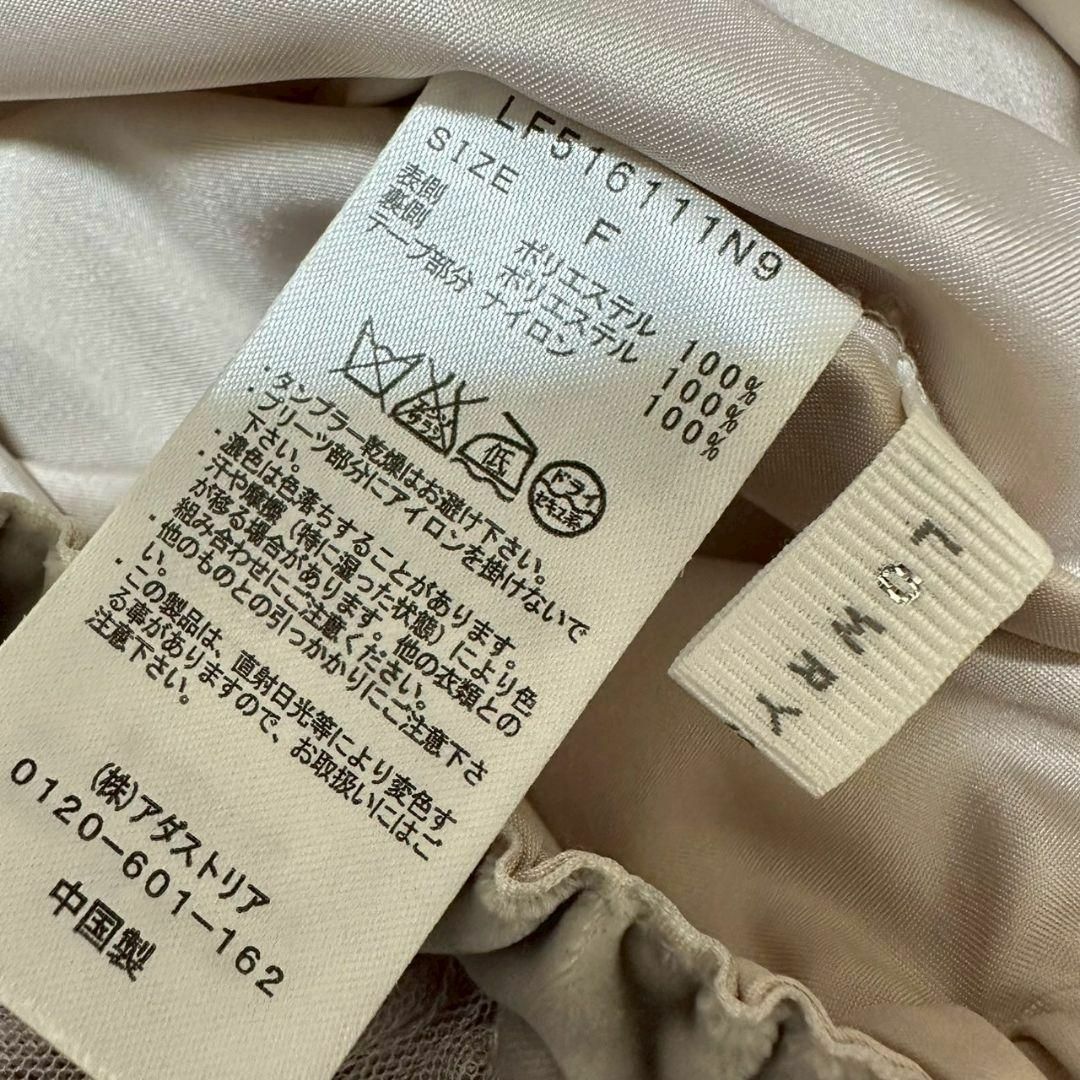 LF516111N9
SIZE F
表側 ポリエステル 100%
裏側 ポリエステル 100%
テープ部分 ナイロン 100%
エンソサラシ 低 ドライ セキユ系
・タンブラー乾燥はお避け下さい。
・プリーツ部分にアイロンを掛けないで
下さい。
・濃色は色落ちすることがあります。
・汗や摩擦(特に湿った状態)により色
が移る場合があります。他の衣類との
組み合わせにご注意ください。
・他のものとの引っかかりにご注意下さ
い。
・この製品は、直射日光等により変色す
る事がありますので、お取扱いにはご
注意下さい。
(株)アダストリア
0120-601-162
中国製
LOWRY